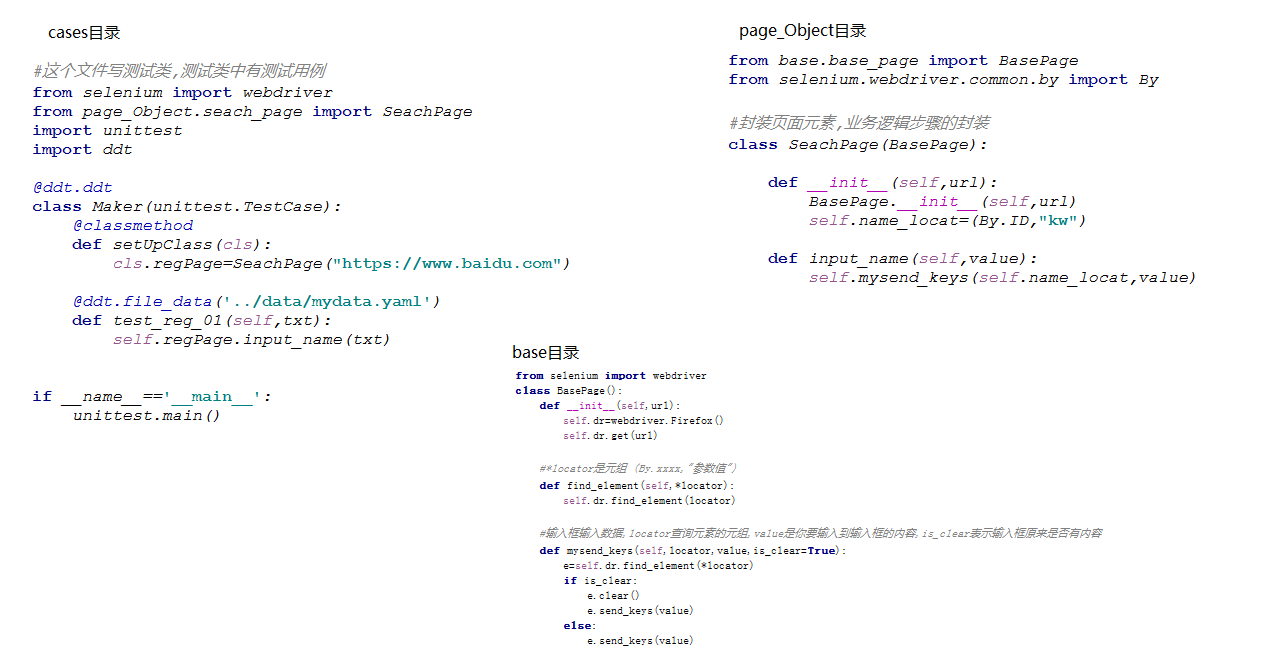 cases目录
#这个文件写测试类,测试类中有测试用例
from selenium import webdriver
from page_Object.seach_page import SeachPage
import unittest
import ddt
@ddt.ddt
class Maker(unittest.TestCase):
@classmethod
def setUpClass(cls):
cls.regPage=SeachPage("https://www.baidu.com")
@ddt.file_data('../data/mydata.yaml')
def test_reg_01(self,txt):
self.regPage.input_name(txt)
if __name__=='__main__':
unittest.main()
page_Object目录
from base.base_page import BasePage
from selenium.webdriver.common.by import By
#封装页面元素,业务逻辑步骤的封装
class SeachPage(BasePage):
def __init__(self,url):
BasePage.__init__(self,url)
self.name_locat=(By.ID,"kw")
def input_name(self,value):
self.mysend_keys(self.name_locat,value)
base目录
from selenium import webdriver
class BasePage():
def __init__(self,url):
self.dr=webdriver.Firefox()
self.dr.get(url)
##*locator是元组 (By.xxxx,"参数值")
def find_element(self,*locator):
self.dr.find_element(locator)
#输入框输入数据,locator查询元素的元组,value是你要输入到输入框的内容,is_clear表示输入框原来是否有内容
def mysend_keys(self,locator,value,is_clear=True):
e=self.dr.find_element(*locator)
if is_clear:
e.clear()
e.send_keys(value)
else:
e.send_keys(value)